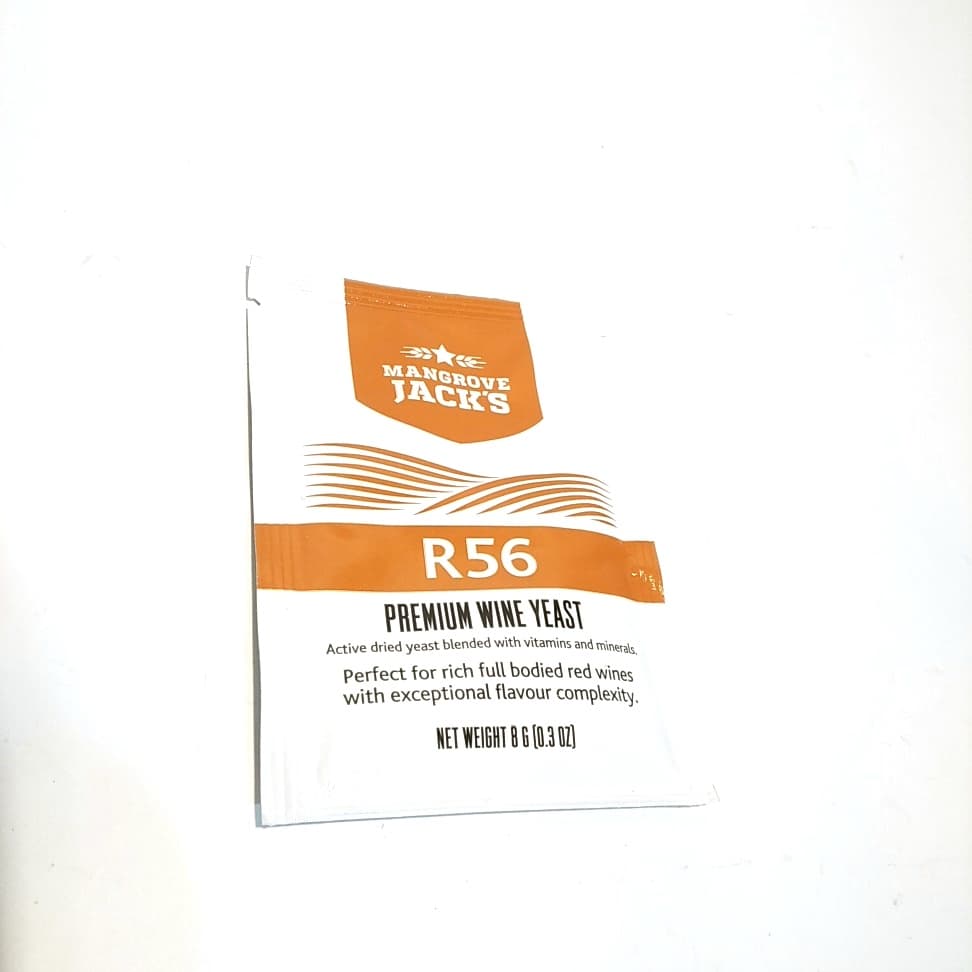 MANGROVE
JACK'S
R56
PREMIUM WINE YEAST
Active dried yeast blended with vitamins and minerals.
Perfect for rich full bodied red wines
with exceptional flavour complexity.
NET WEIGHT 8 G (0.3 OZ)